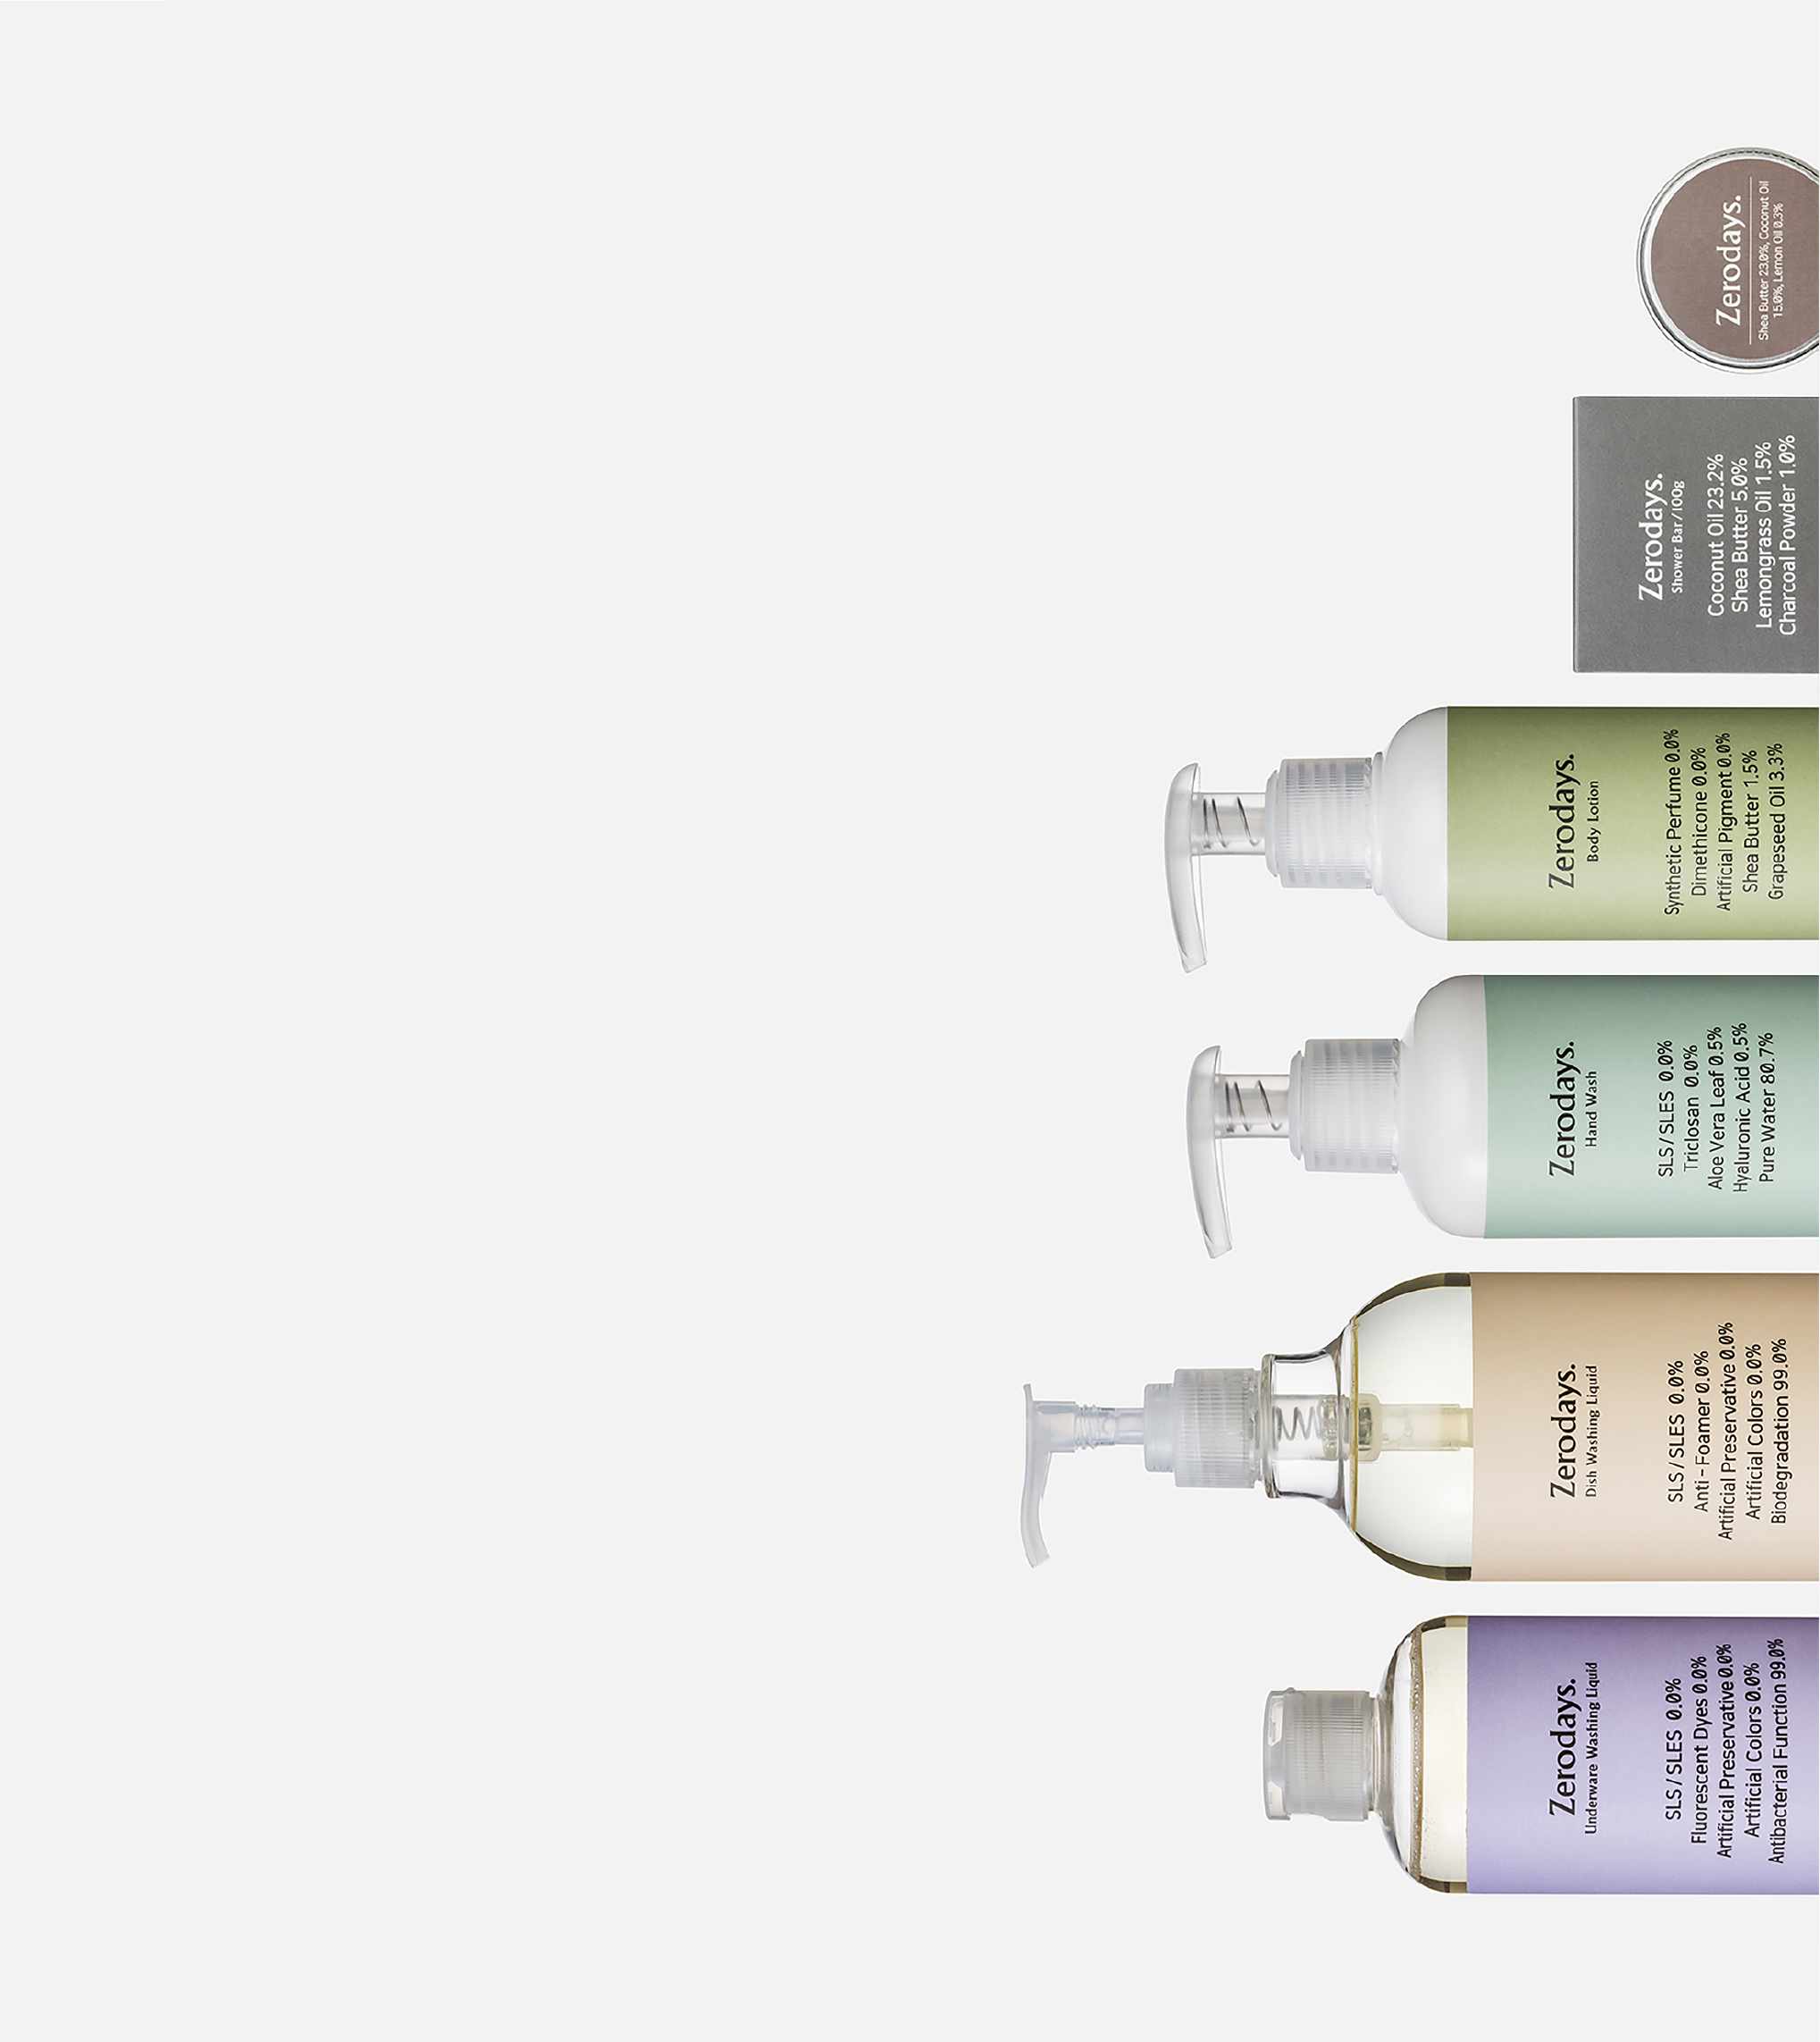 Zerodays.
Underware Washing Liquid
SLS / SLES 0.0%
Fluorescent Dyes 0.0%
Artificial Preservative 0.0%
Artificial Colors 0.0%
Antibacterial Function 99.0%
Zerodays.
Dish Washing Liquid
SLS / SLES 0.0%
Anti - Foamer 0.0%
Artificial Preservative 0.0%
Artificial Colors 0.0%
Biodegradation 99.0%
Zerodays.
Hand Wash
SLS / SLES 0.0%
Triclosan 0.0%
Aloe Vera Leaf 0.5%
Hyaluronic Acid 0.5%
Pure Water 80.7%
Zerodays.
Body Lotion
Synthetic Perfume 0.0%
Dimethicone 0.0%
Artificial Pigment 0.0%
Shea Butter 1.5%
Grapeseed Oil 3.3%
Zerodays.
Shower Bar / 100g
Coconut Oil 23.2%
Shea Butter 5.0%
Lemongrass Oil 1.5%
Charcoal Powder 1.0%
Zerodays.
Shea Butter 23.0%, Coconut Oil
15.0%, Lemon Oil 0.3%